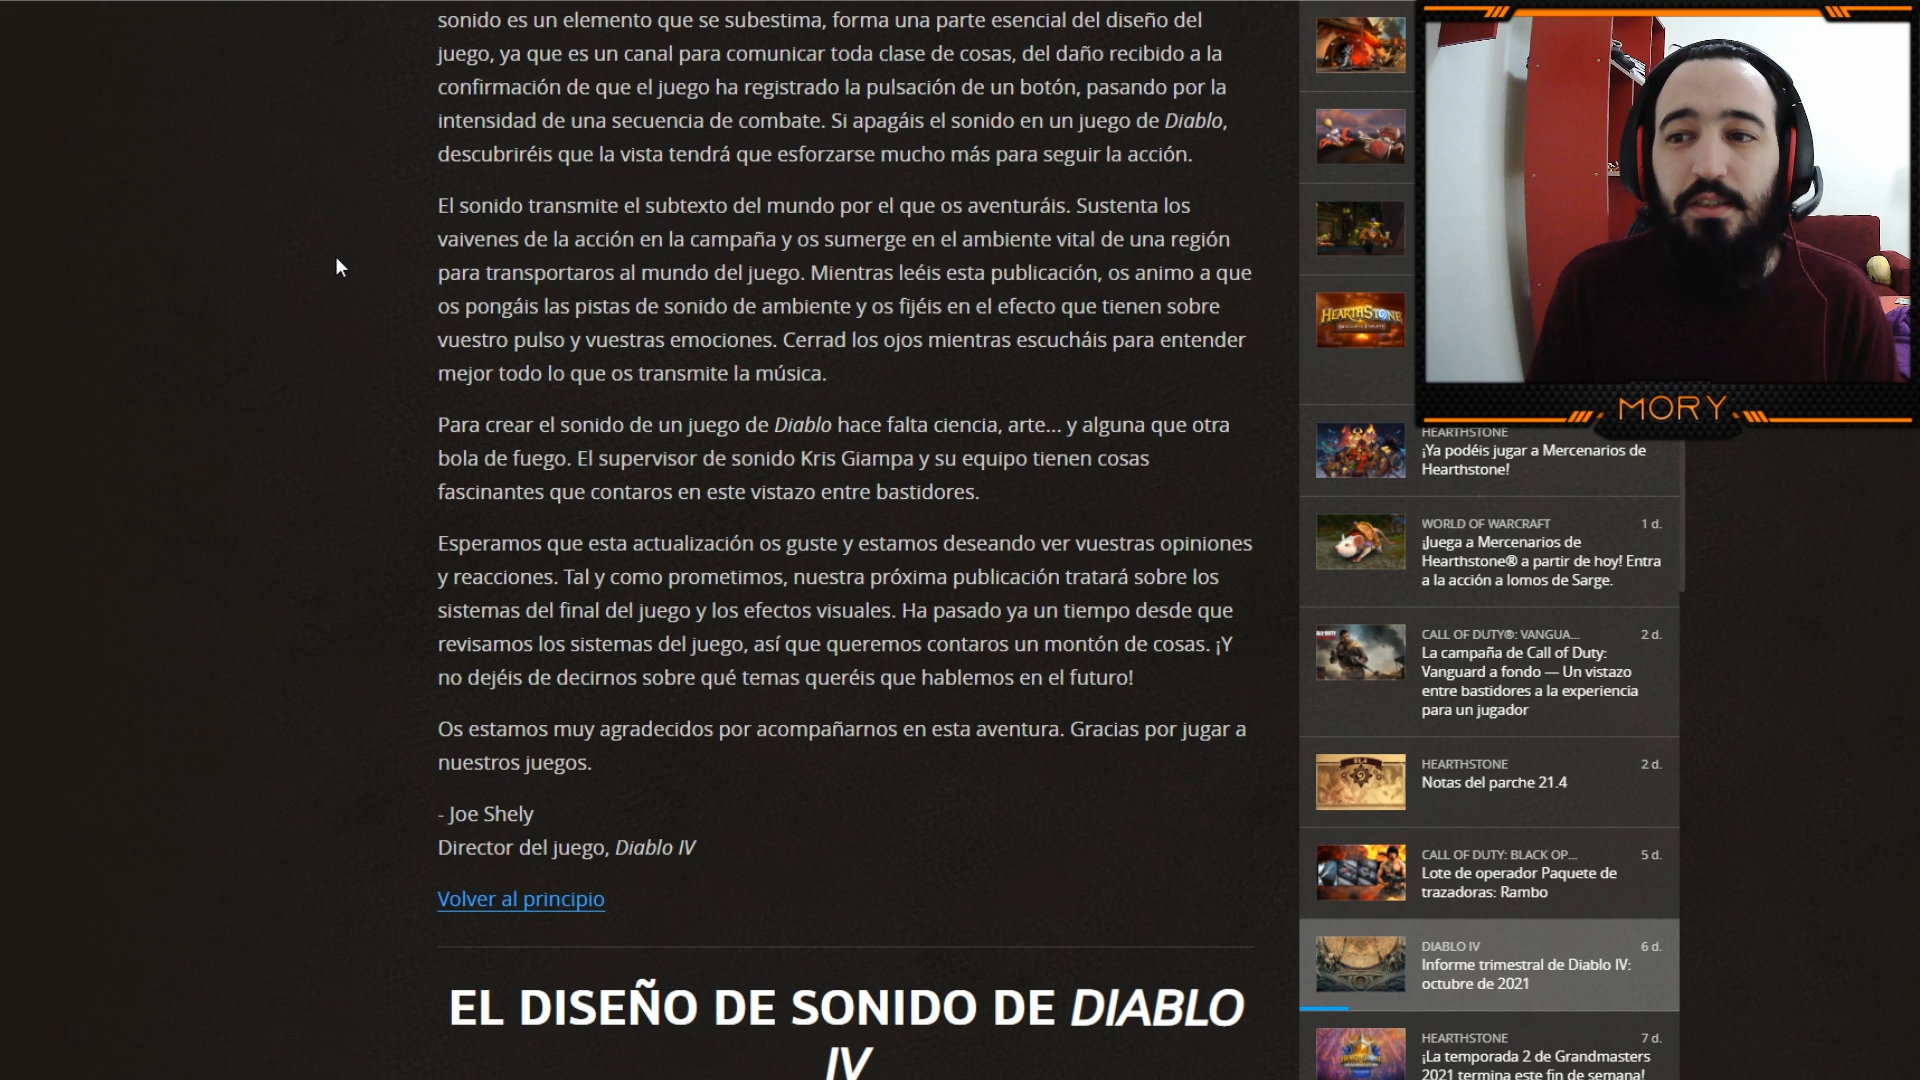 sonido es un elemento que se subestima, forma una parte esencial del diseño del
juego, ya que es un canal para comunicar toda clase de cosas, del daño recibido a la
confirmación de que el juego ha registrado la pulsación de un botón, pasando por la
intensidad de una secuencia de combate. Si apagáis el sonido en un juego de Diablo,
descubriréis que la vista tendrá que esforzarse mucho más para seguir la acción.
El sonido transmite el subtexto del mundo por el que os aventuráis. Sustenta los
vaivenes de la acción en la campaña y os sumerge en el ambiente vital de una región
para transportaros al mundo del juego. Mientras leéis esta publicación, os animo a que
os pongáis las pistas de sonido de ambiente y os fijéis en el efecto que tienen sobre
vuestro pulso y vuestras emociones. Cerrad los ojos mientras escucháis para entender
mejor todo lo que os transmite la música.
Para crear el sonido de un juego de Diablo hace falta ciencia, arte... y alguna que otra
bola de fuego. El supervisor de sonido Kris Giampa y su equipo tienen cosas
fascinantes que contaros en este vistazo entre bastidores.
Esperamos que esta actualización os guste y estamos deseando ver vuestras opiniones
y reacciones. Tal y como prometimos, nuestra próxima publicación tratará sobre los
sistemas del final del juego y los efectos visuales. Ha pasado ya un tiempo desde que
revisamos los sistemas del juego, así que queremos contaros un montón de cosas. ¡Y
no dejéis de decirnos sobre qué temas queréis que hablemos en el futuro!
Os estamos muy agradecidos por acompañarnos en esta aventura. Gracias por jugar a
nuestros juegos.
- Joe Shely
Director del juego, Diablo IV
Volver al principio
EL DISEÑO DE SONIDO DE DIABLO
IV
HEARTHSTONE
MORY
HEARTHSTONE
¡Ya podéis jugar a Mercenarios de
Hearthstone!
WORLD OF WARCRAFT 1 d.
¡Juega a Mercenarios de
Hearthstone® a partir de hoy! Entra
a la acción a lomos de Sarge.
CALL OF DUTY®: VANGUA... 2 d.
La campaña de Call of Duty:
Vanguard a fondo — Un vistazo
entre bastidores a la experiencia
para un jugador
HEARTHSTONE 2 d.
Notas del parche 21.4
CALL OF DUTY: BLACK OP... 5 d.
Lote de operador Paquete de
trazadoras: Rambo
DIABLO IV 6 d.
Informe trimestral de Diablo IV:
octubre de 2021
HEARTHSTONE 7 d.
¡La temporada 2 de Grandmasters
2021 termina este fin de semana!